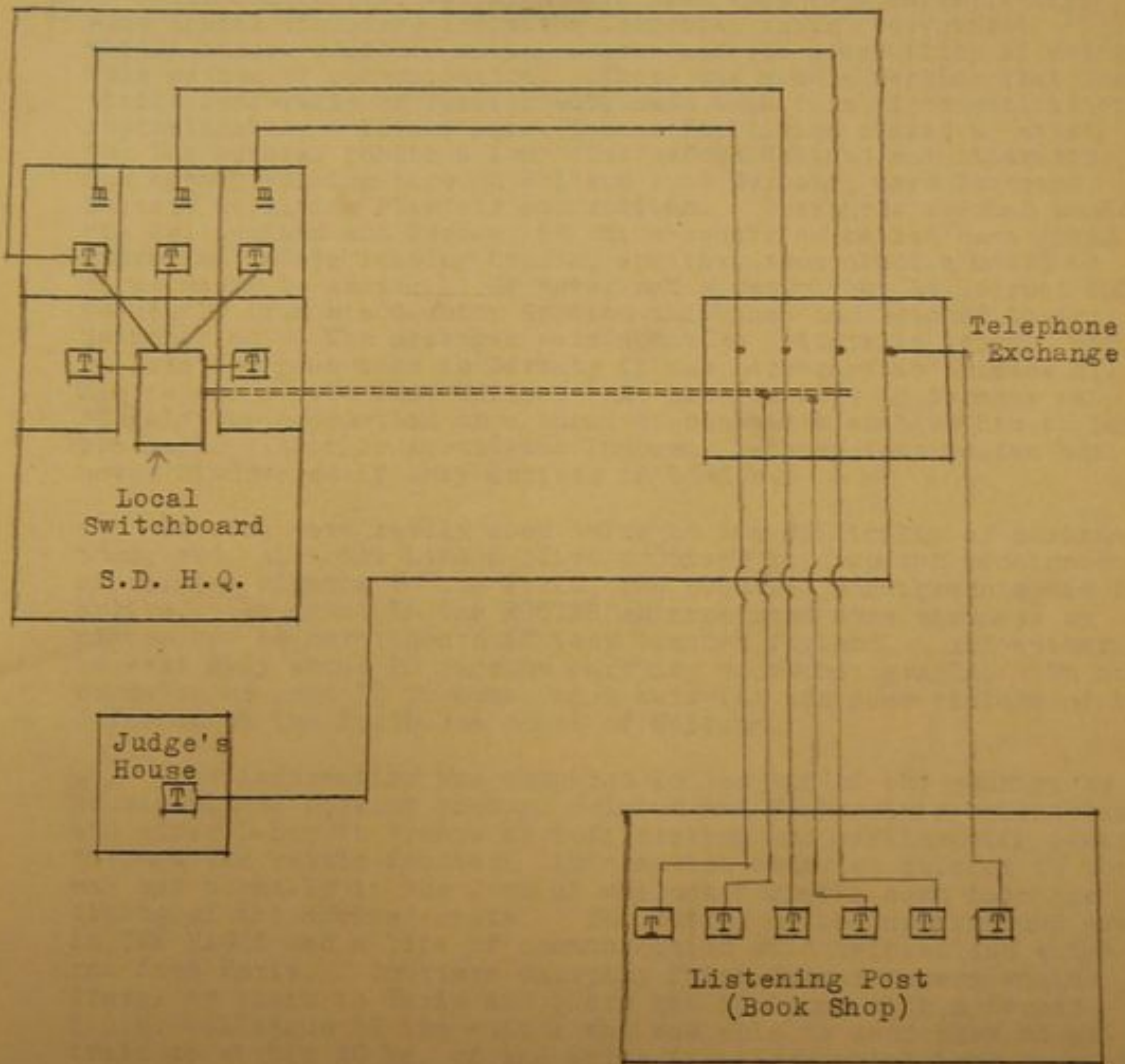 m m m
T T T
Telephone
Exchange
T T
Local
Switchboard
S.D. H.Q.
Judge's
House
T
T T T T T T
Listening Post
(Book Shop)